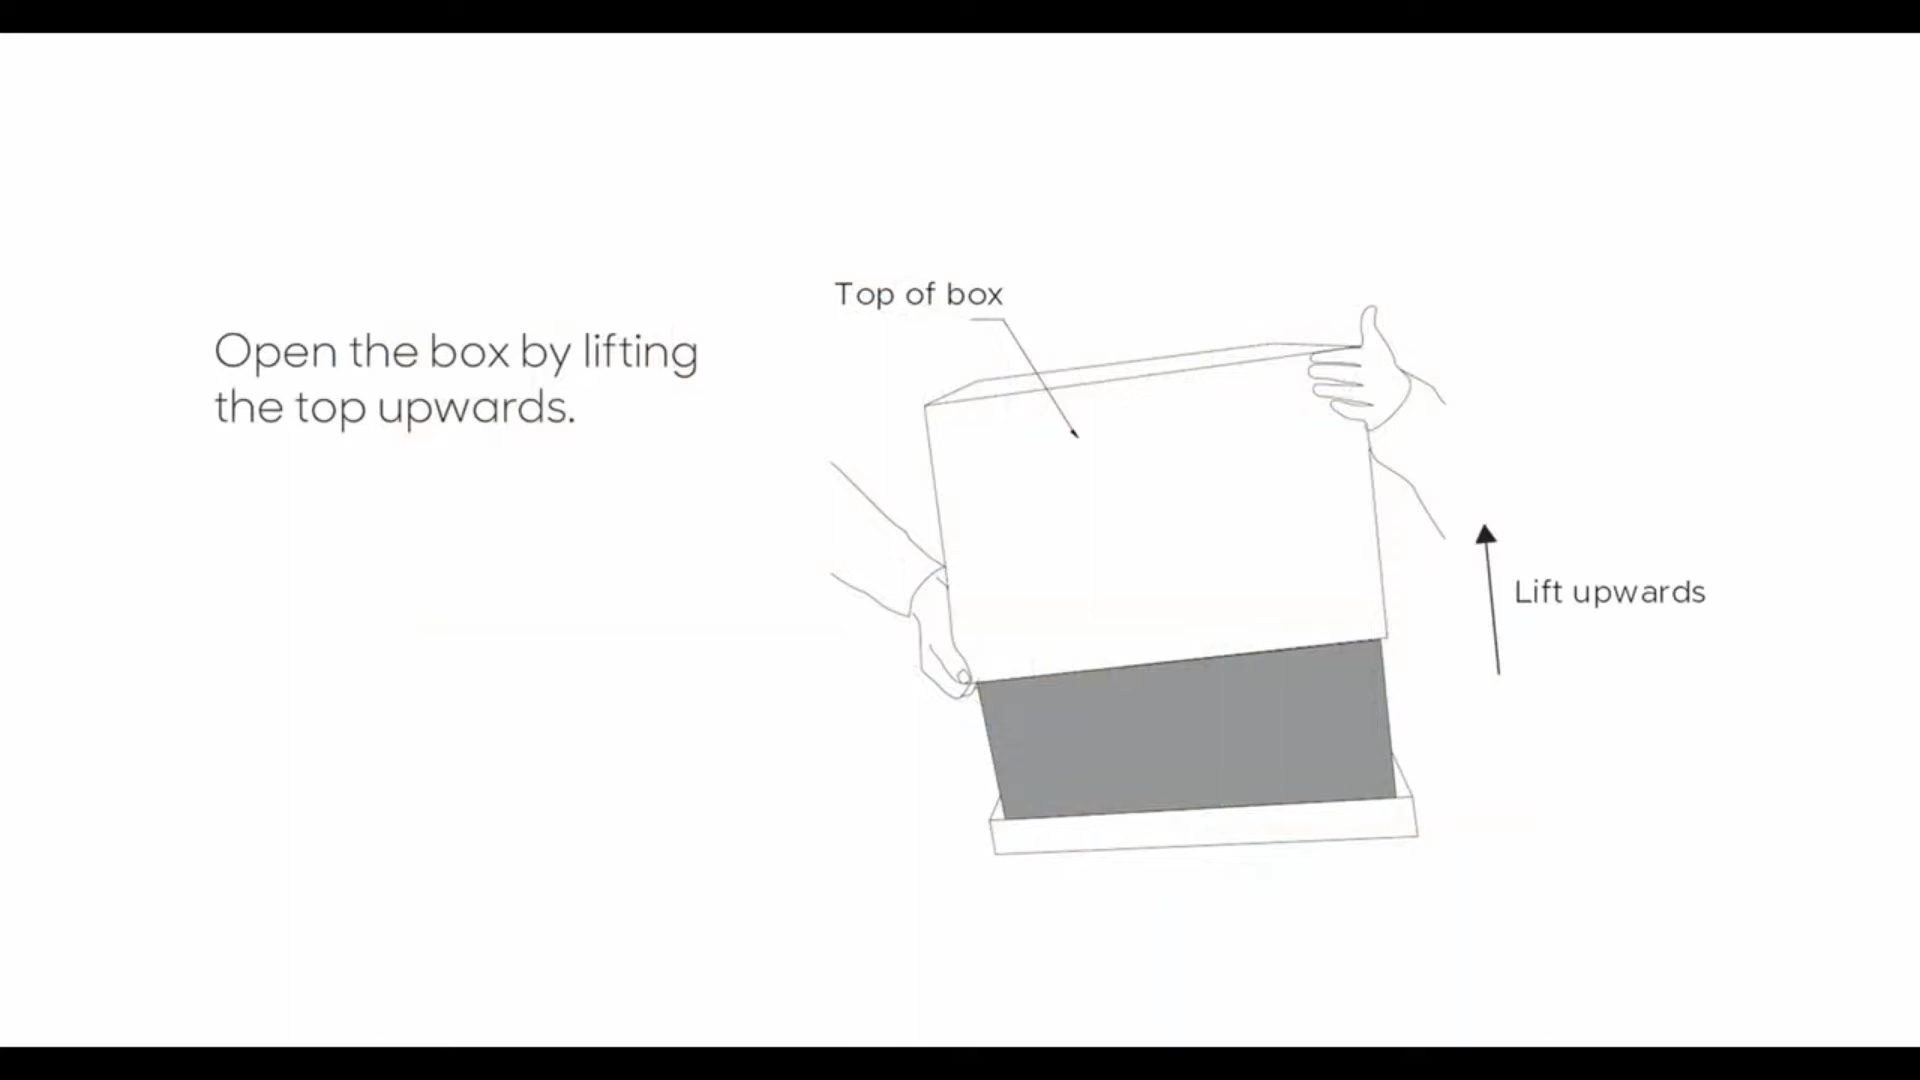 Top of box
Open the box by lifting
the top upwards.
Lift upwards